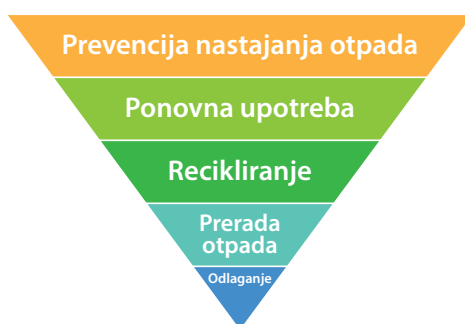 Prevencija nastajanja otpada
Ponovna upotreba
Recikliranje
Prerada
otpada
Odlaganje